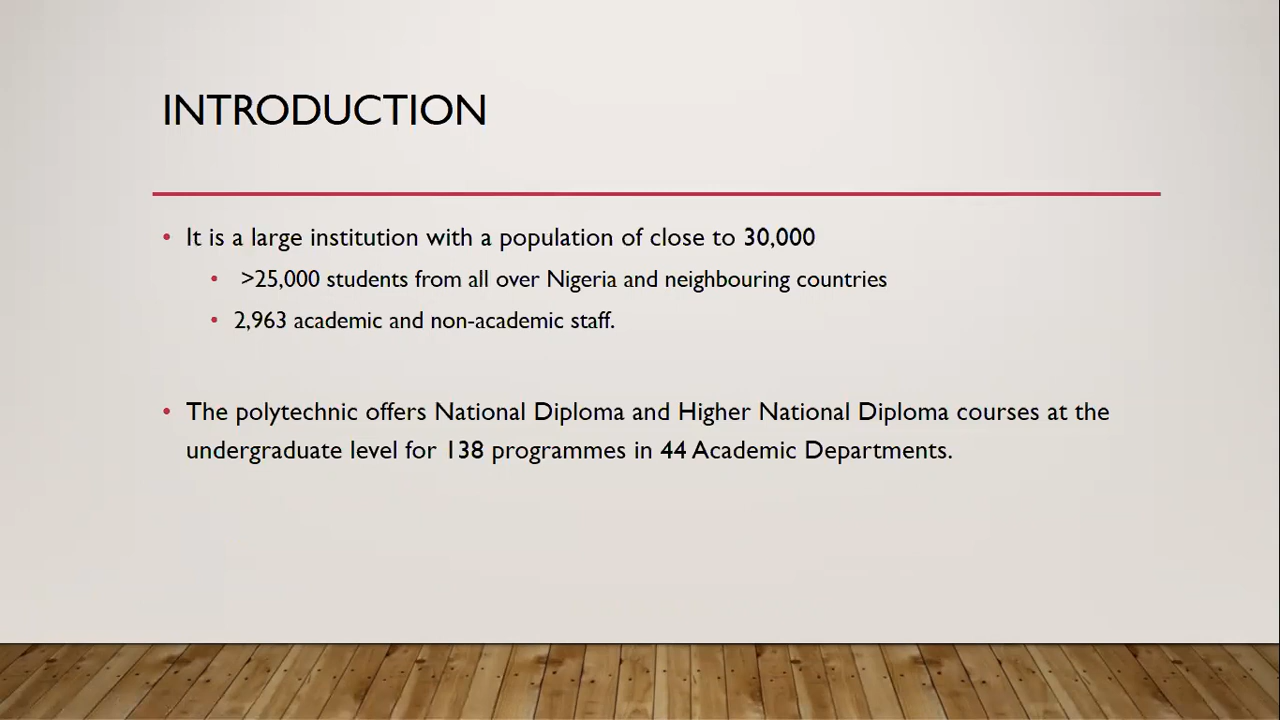 INTRODUCTION
• It is a large institution with a population of close to 30,000
• >25,000 students from all over Nigeria and neighbouring countries
• 2,963 academic and non-academic staff.
• The polytechnic offers National Diploma and Higher National Diploma courses at the
undergraduate level for 138 programmes in 44 Academic Departments.